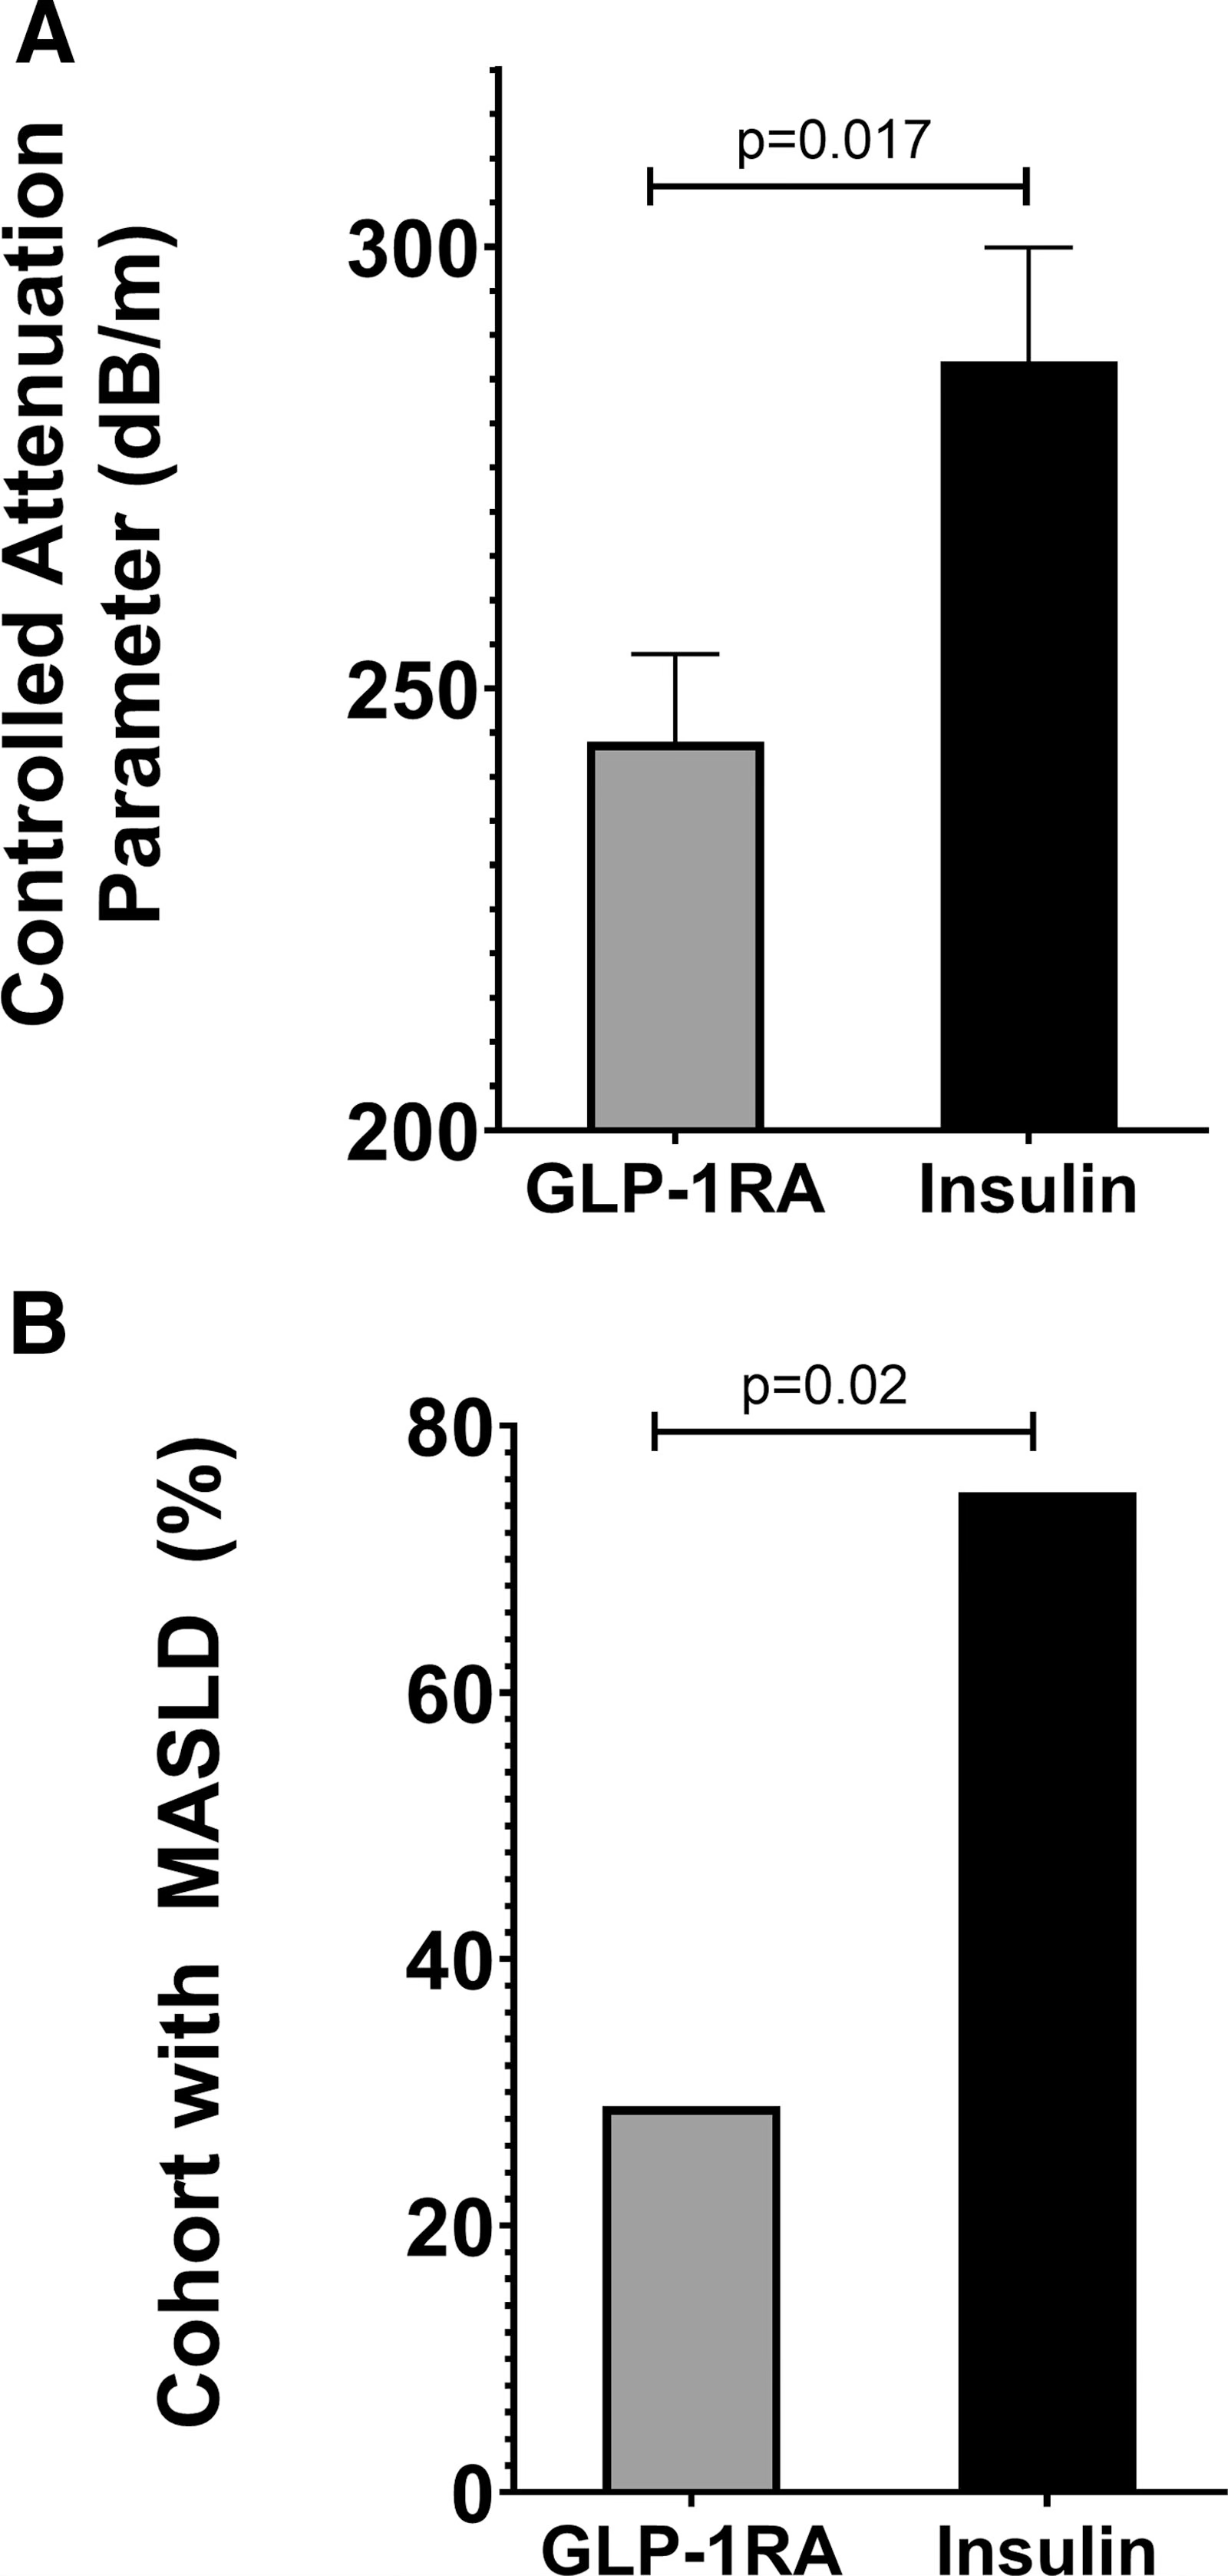 A
Controlled Attenuation
Parameter (dB/m)
p=0.017
300
250
200
GLP-1RA Insulin
B
Cohort with MASLD (%)
p=0.02
80
60
40
20
0
GLP-1RA Insulin